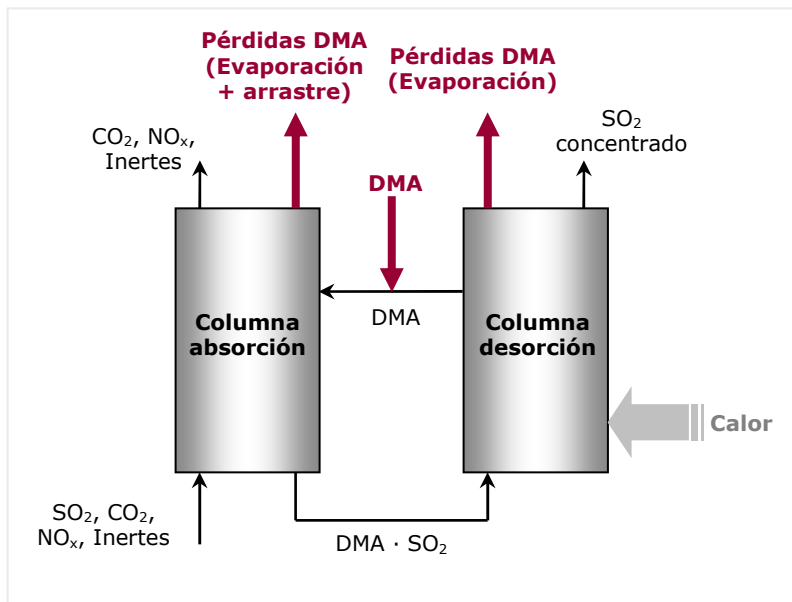 Pérdidas DMA
(Evaporación
+ arrastre)
Pérdidas DMA
(Evaporación)
CO₂, NOₓ,
Inertes
SO₂
concentrado
DMA
DMA
Columna
absorción
Columna
desorción
Calor
SO₂, CO₂,
NOₓ, Inertes
DMA · SO₂